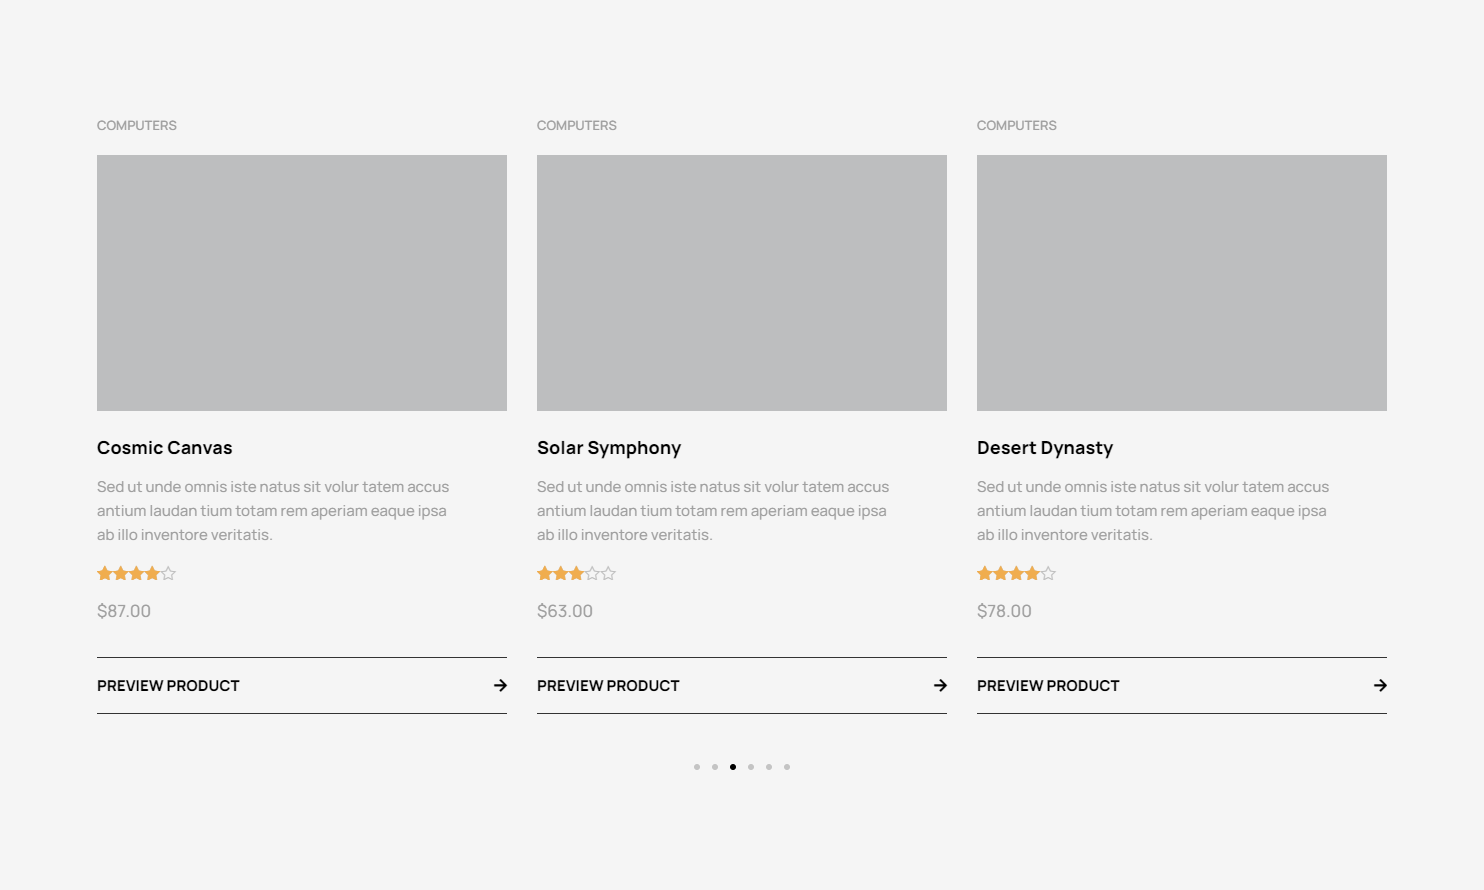 COMPUTERS
Cosmic Canvas
Sed ut unde omnis iste natus sit volur tatem accus
antium laudan tium totam rem aperiam eaque ipsa
ab illo inventore veritatis.
$87.00
PREVIEW PRODUCT
COMPUTERS
Solar Symphony
Sed ut unde omnis iste natus sit volur tatem accus
antium laudan tium totam rem aperiam eaque ipsa
ab illo inventore veritatis.
$63.00
PREVIEW PRODUCT
COMPUTERS
Desert Dynasty
Sed ut unde omnis iste natus sit volur tatem accus
antium laudan tium totam rem aperiam eaque ipsa
ab illo inventore veritatis.
$78.00
PREVIEW PRODUCT